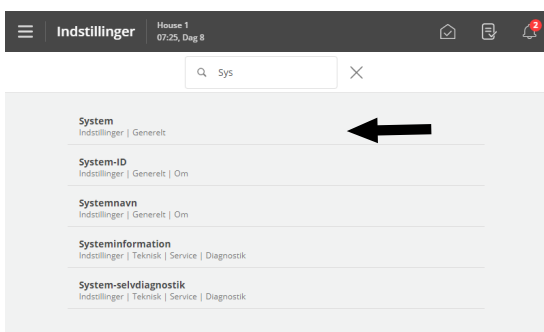 Indstillinger
House 1
07:25, Dag 8
2
Sys
System
Indstillinger | Generelt
System-ID
Indstillinger | Generelt | Om
Systemnavn
Indstillinger | Generelt | Om
Systeminformation
Indstillinger | Teknisk | Service | Diagnostik
System-selvdiagnostik
Indstillinger | Teknisk | Service | Diagnostik